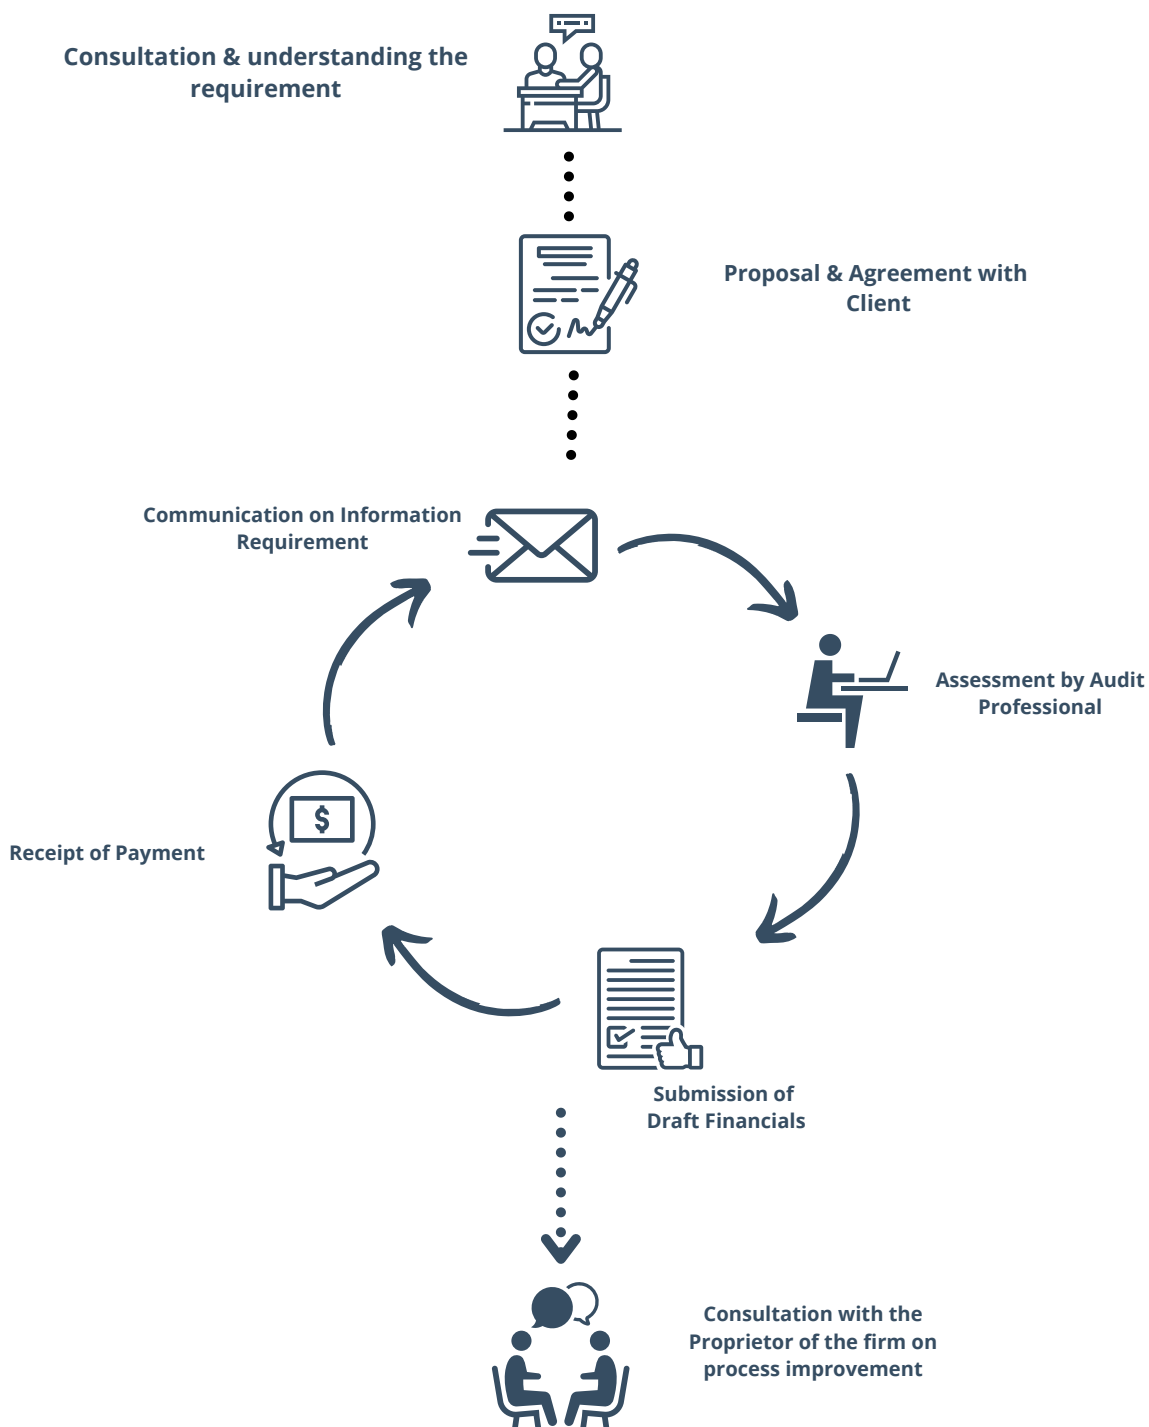 Consultation & understanding the
requirement
Proposal & Agreement with
Client
Communication on Information
Requirement
Assessment by Audit
Professional
$
Receipt of Payment
Submission of
Draft Financials
Consultation with the
Proprietor of the firm on
process improvement